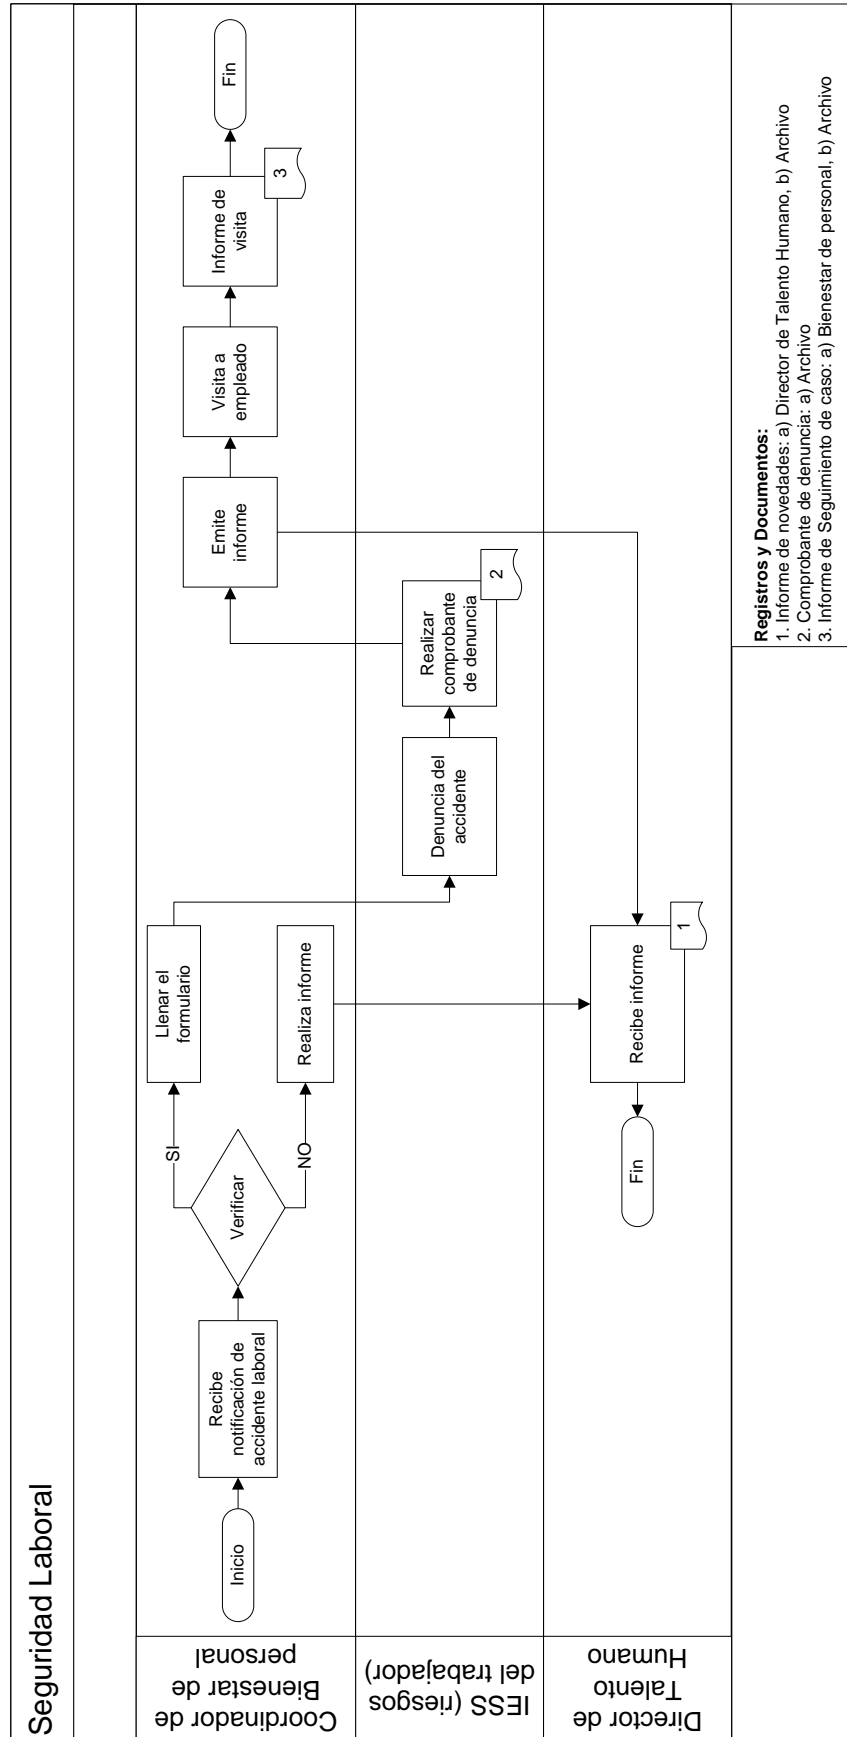 Seguridad Laboral
Coordinador de
Bienestar de
personal
Inicio
Recibe
notificación de
accidente laboral
Verificar
SI
NO
Llenar el
formulario
Realiza informe
Emite
informe
Visita a
empleado
Informe de
visita
3
Fin
IESS (riesgos
del trabajador)
Denuncia del
accidente
Realizar
comprobante
de denuncia
2
Director de
Talento
Humano
Fin
Recibe informe
1
Registros y Documentos:
1. Informe de novedades: a) Director de Talento Humano, b) Archivo
2. Comprobante de denuncia: a) Archivo
3. Informe de Seguimiento de caso: a) Bienestar de personal, b) Archivo